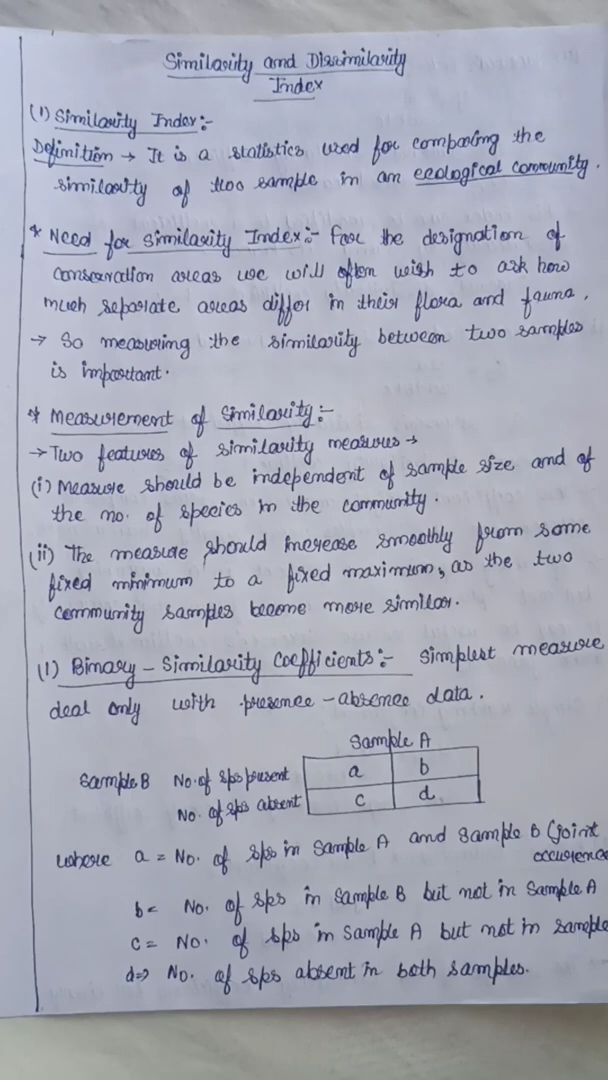 Similarity and Dissimilarity
Index
(1) Similarity Index:-
Definition → It is a statistics used for comparing the
similarity of two sample in an ecological community.
* Need for similarity Index:- For the designation of
conservation areas we will often wish to ask how
much separate areas differ in their flora and fauna.
→ So measuring the similarity between two samples
is important.
* Measurement of Similarity:-
→ Two features of similarity measures →
(i) Measure should be independent of sample size and of
the no. of species in the community.
(ii) The measure should increase smoothly from some
fixed minimum to a fixed maximum, as the two
community samples become more similar.
(1) Binary - Similarity Coefficients:- simplest measure
deal only with presence - absence data.
Sample A
Sample B No. of sps present a b
No. of sps absent c d
where a = No. of sps in Sample A and Sample B (joint
occurence
b = No. of sps in Sample B but not in Sample A
c = No. of sps in Sample A but not in sample
d => No. of sps absent in both samples.